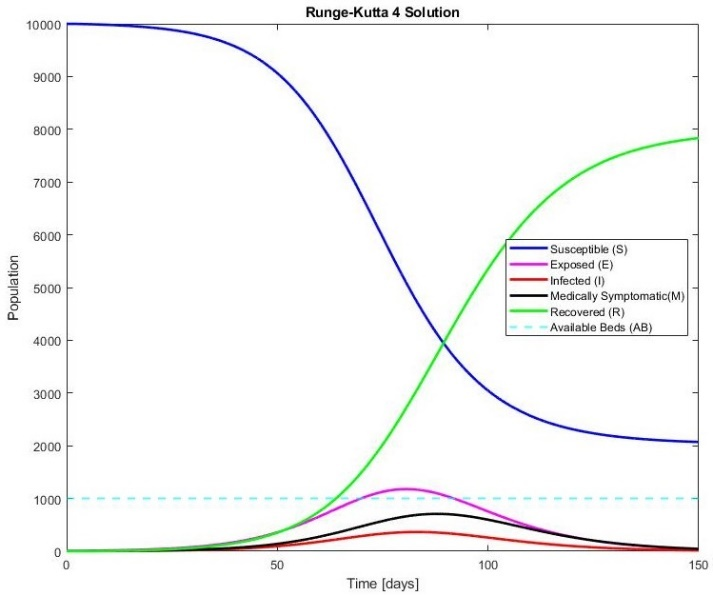 Runge-Kutta 4 Solution
10000
9000
8000
7000
6000
5000
4000
3000
2000
1000
0
Population
Susceptible (S)
Exposed (E)
Infected (I)
Medically Symptomatic(M)
Recovered (R)
Available Beds (AB)
0 50 100 150
Time [days]